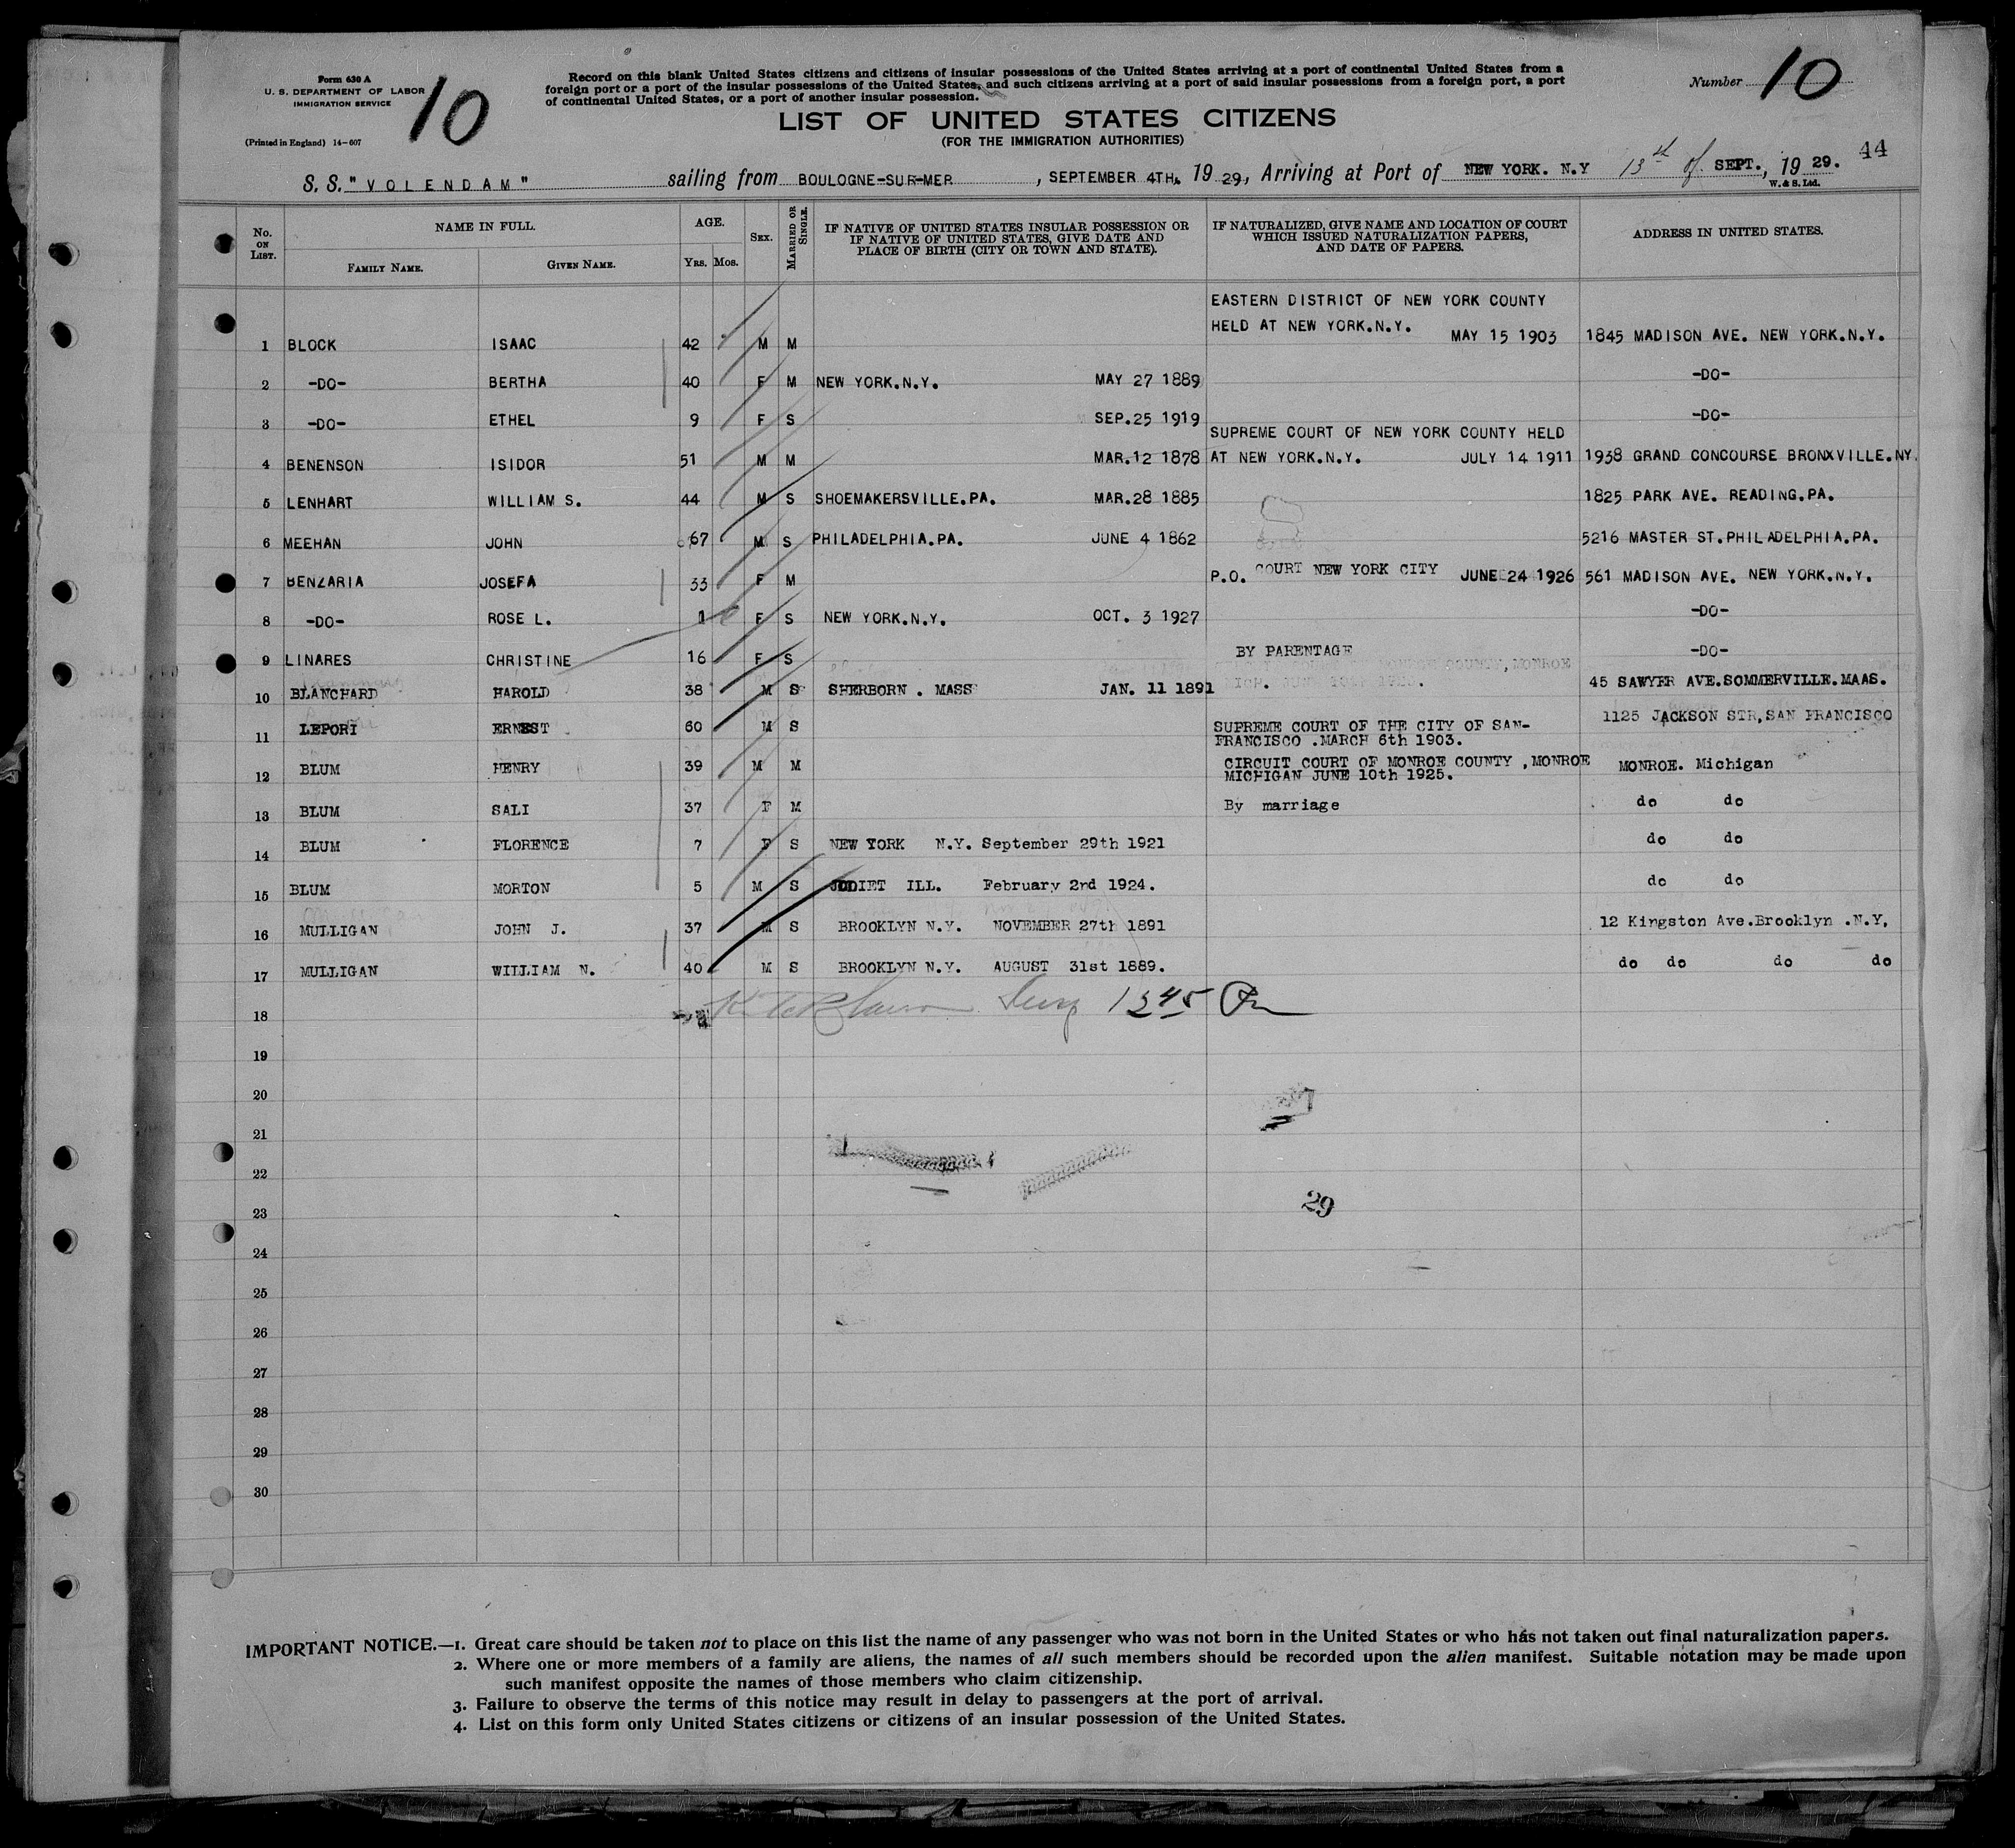 Form 630 A
U. S. DEPARTMENT OF LABOR
IMMIGRATION SERVICE
(Printed in England) 14-607
10
Record on this blank United States citizens and citizens of insular possessions of the United States arriving at a port of continental United States from a
foreign port or a port of the insular possessions of the United States, and such citizens arriving at a port of said insular possessions from a foreign port, a port
of continental United States, or a port of another insular possession.
Number 10
LIST OF UNITED STATES CITIZENS
(FOR THE IMMIGRATION AUTHORITIES)
44
S. S. "VOLENDAM" sailing from BOULOGNE-SUR-MER, SEPTEMBER 4TH, 19 29, Arriving at Port of NEW YORK. N.Y 13th of SEPT., 19 29.
W. & S. Ltd.
No. ON LIST. NAME IN FULL. FAMILY NAME. GIVEN NAME. AGE. YRS. MOS. SEX. MARRIED OR SINGLE. IF NATIVE OF UNITED STATES INSULAR POSSESSION OR IF NATIVE OF UNITED STATES, GIVE DATE AND PLACE OF BIRTH (CITY OR TOWN AND STATE). IF NATURALIZED, GIVE NAME AND LOCATION OF COURT WHICH ISSUED NATURALIZATION PAPERS, AND DATE OF PAPERS. ADDRESS IN UNITED STATES.
EASTERN DISTRICT OF NEW YORK COUNTY
HELD AT NEW YORK.N.Y.
1 BLOCK ISAAC 42 M M MAY 15 1903 1845 MADISON AVE. NEW YORK.N.Y.
2 -DO- BERTHA 40 F M NEW YORK.N.Y. MAY 27 1889 -DO-
3 -DO- ETHEL 9 F S SEP.25 1919 -DO-
SUPREME COURT OF NEW YORK COUNTY HELD
4 BENENSON ISIDOR 51 M M MAR.12 1878 AT NEW YORK.N.Y. JULY 14 1911 1938 GRAND CONCOURSE BRONXVILLE.NY.
5 LENHART WILLIAM S. 44 M S SHOEMAKERSVILLE.PA. MAR.28 1885 1825 PARK AVE. READING.PA.
6 MEEHAN JOHN 67 M S PHILADELPHIA.PA. JUNE 4 1862 5216 MASTER ST.PHILADELPHIA.PA.
7 BENZARIA JOSEFA 33 F M P.O. COURT NEW YORK CITY JUNE 24 1926 561 MADISON AVE. NEW YORK.N.Y.
8 -DO- ROSE L. 1 F S NEW YORK.N.Y. OCT. 3 1927 -DO-
9 LINARES CHRISTINE 16 F S BY PARENTAGE -DO-
10 BLANCHARD HAROLD 38 M S SHERBORN . MASS JAN. 11 1891 45 SAWYER AVE.SOMMERVILLE.MAAS.
11 LEPORI ERNEST 60 M S SUPREME COURT OF THE CITY OF SAN- 1125 JACKSON STR,SAN FRANCISCO
FRANCISCO .MARCH 6th 1903.
12 BLUM HENRY 39 M M CIRCUIT COURT OF MONROE COUNTY ,MONROE MONROE. Michigan
MICHIGAN JUNE 10th 1925.
13 BLUM SALI 37 F M By marriage do do
14 BLUM FLORENCE 7 F S NEW YORK N.Y. September 29th 1921 do do
15 BLUM MORTON 5 M S JOLIET ILL. February 2nd 1924. do do
16 MULLIGAN JOHN J. 37 M S BROOKLYN N.Y. NOVEMBER 27th 1891 12 Kingston Ave.Brooklyn .N.Y,
17 MULLIGAN WILLIAM N. 40 M S BROOKLYN N.Y. AUGUST 31st 1889. do do do do
18
19
20
21
22
23
29
24
25
26
27
28
29
30
IMPORTANT NOTICE.—1. Great care should be taken not to place on this list the name of any passenger who was not born in the United States or who has not taken out final naturalization papers.
2. Where one or more members of a family are aliens, the names of all such members should be recorded upon the alien manifest. Suitable notation may be made upon
such manifest opposite the names of those members who claim citizenship.
3. Failure to observe the terms of this notice may result in delay to passengers at the port of arrival.
4. List on this form only United States citizens or citizens of an insular possession of the United States.